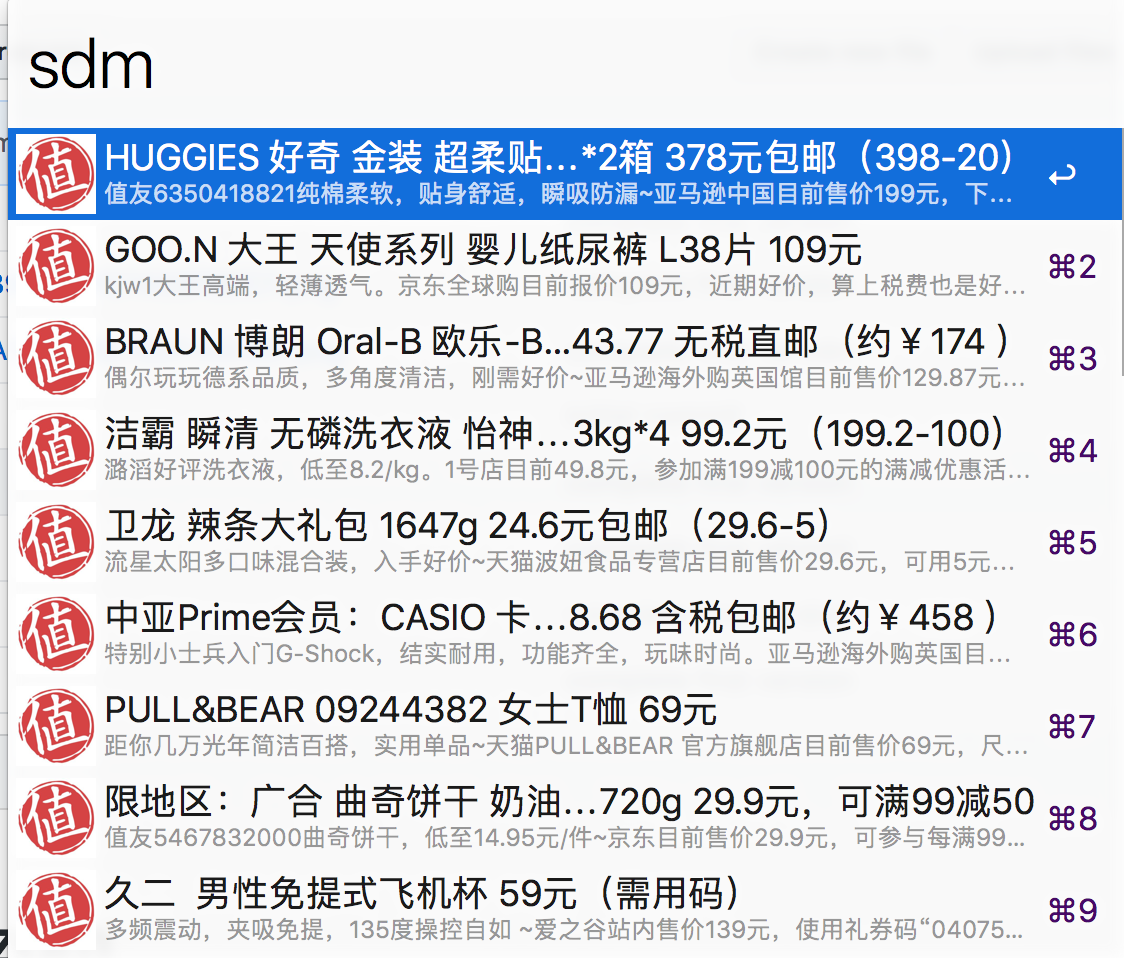 sdm
值 HUGGIES 好奇 金装 超柔贴...*2箱 378元包邮（398-20）
值友6350418821纯棉柔软，贴身舒适，瞬吸防漏~亚马逊中国目前售价199元，下...
值 GOO.N 大王 天使系列 婴儿纸尿裤 L38片 109元 ⌘2
kjw1大王高端，轻薄透气。京东全球购目前报价109元，近期好价，算上税费也是好...
值 BRAUN 博朗 Oral-B 欧乐-B...43.77 无税直邮（约￥174 ） ⌘3
偶尔玩玩德系品质，多角度清洁，刚需好价~亚马逊海外购英国馆目前售价129.87元...
值 洁霸 瞬清 无磷洗衣液 怡神...3kg*4 99.2元（199.2-100） ⌘4
潞滔好评洗衣液，低至8.2/kg。1号店目前49.8元，参加满199减100元的满减优惠活...
值 卫龙 辣条大礼包 1647g 24.6元包邮（29.6-5） ⌘5
流星太阳多口味混合装，入手好价~天猫波妞食品专营店目前售价29.6元，可用5元...
值 中亚Prime会员：CASIO 卡...8.68 含税包邮（约￥458 ） ⌘6
特别小士兵入门G-Shock，结实耐用，功能齐全，玩味时尚。亚马逊海外购英国目...
值 PULL&BEAR 09244382 女士T恤 69元 ⌘7
距你几万光年简洁百搭，实用单品~天猫PULL&BEAR 官方旗舰店目前售价69元，尺...
值 限地区：广合 曲奇饼干 奶油...720g 29.9元，可满99减50 ⌘8
值友5467832000曲奇饼干，低至14.95元/件~京东目前售价29.9元，可参与每满99...
值 久二 男性免提式飞机杯 59元（需用码） ⌘9
多频震动，夹吸免提，135度操控自如 ~爱之谷站内售价139元，使用礼券码“04075...